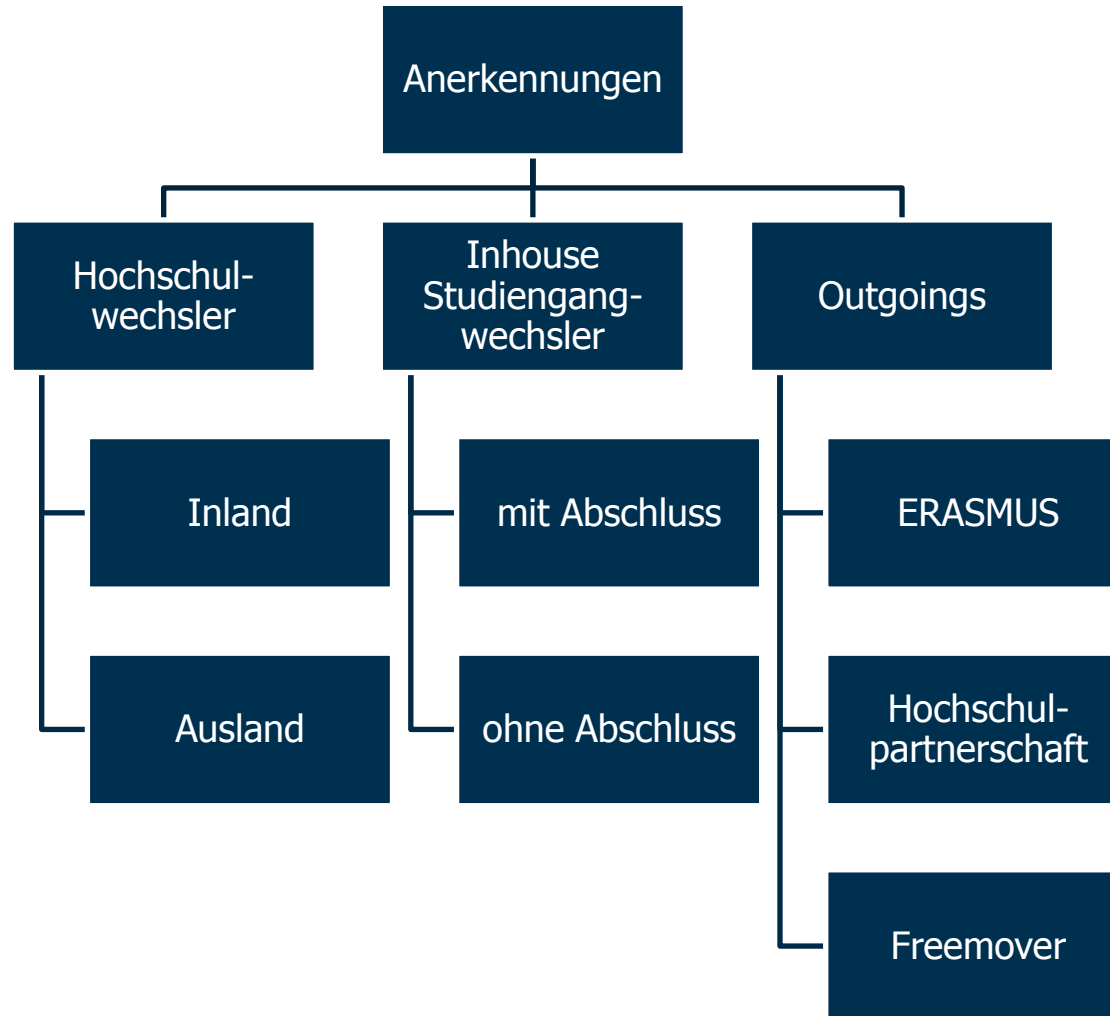 Anerkennungen
Hochschul-
wechsler
Inhouse
Studiengang-
wechsler
Outgoings
Inland
mit Abschluss
ERASMUS
Ausland
ohne Abschluss
Hochschul-
partnerschaft
Freemover